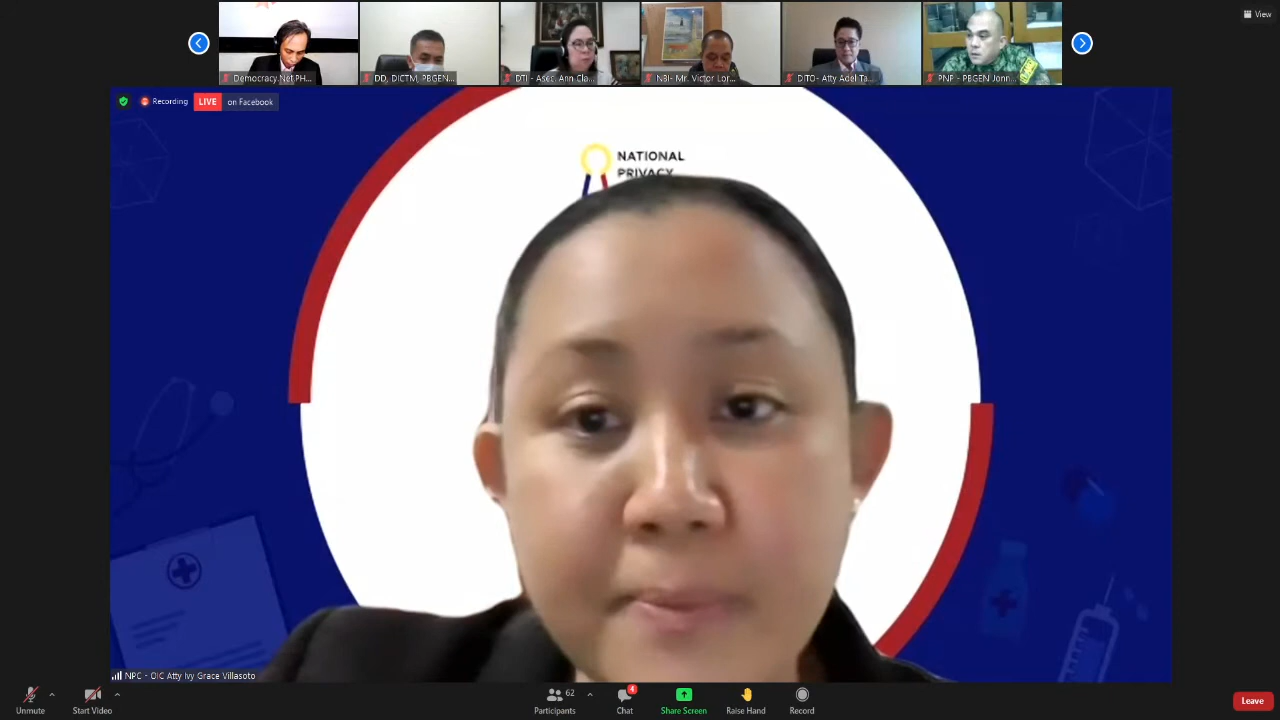 View
Democracy.Net.PH...
DD, DICTM, PBGEN...
DTI - Asec. Ann Cla...
NBI- Mr. Victor Lor...
DITO- Atty Adel Ta...
PNP - PBGEN Jonn...
Recording
LIVE
on Facebook
NATIONAL
PRIVACY
NPC - OIC Atty Ivy Grace Villasoto
Unmute
Start Video
62
Participants
4
Chat
Share Screen
Raise Hand
Record
Leave